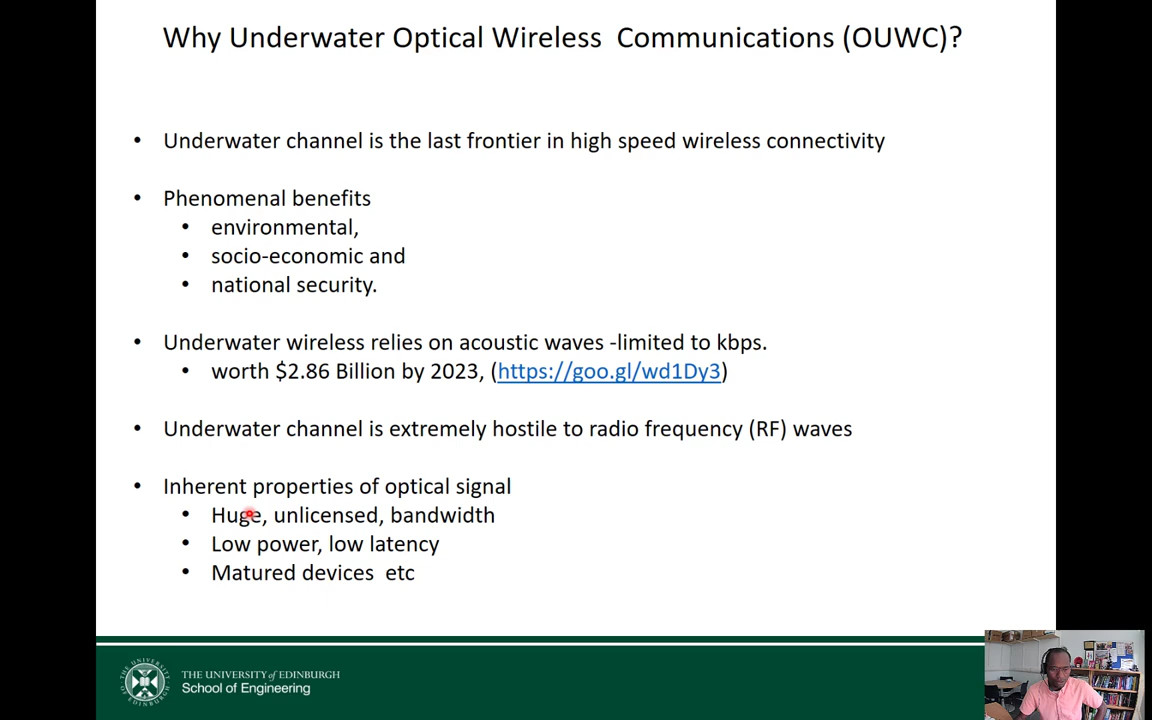 Why Underwater Optical Wireless  Communications (OUWC)?
• Underwater channel is the last frontier in high speed wireless connectivity
• Phenomenal benefits
• environmental,
• socio-economic and
• national security.
• Underwater wireless relies on acoustic waves -limited to kbps.
• worth $2.86 Billion by 2023, (https://goo.gl/wd1Dy3)
• Underwater channel is extremely hostile to radio frequency (RF) waves
• Inherent properties of optical signal
• Huge, unlicensed, bandwidth
• Low power, low latency
• Matured devices  etc
THE UNIVERSITY of EDINBURGH
School of Engineering